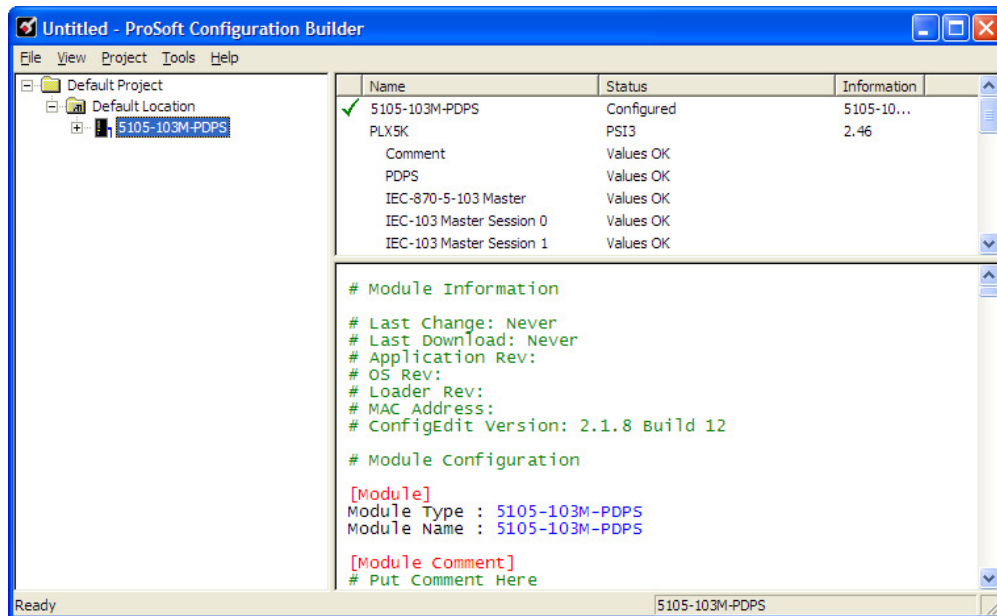 Untitled - ProSoft Configuration Builder
File View Project Tools Help
Default Project
Default Location
5105-103M-PDPS
Name Status Information
5105-103M-PDPS Configured 5105-10...
PLX5K PSI3 2.46
Comment Values OK
PDPS Values OK
IEC-870-5-103 Master Values OK
IEC-103 Master Session 0 Values OK
IEC-103 Master Session 1 Values OK
# Module Information
# Last Change: Never
# Last Download: Never
# Application Rev:
# OS Rev:
# Loader Rev:
# MAC Address:
# ConfigEdit Version: 2.1.8 Build 12
# Module Configuration
[Module]
Module Type : 5105-103M-PDPS
Module Name : 5105-103M-PDPS
[Module Comment]
# Put Comment Here
Ready 5105-103M-PDPS